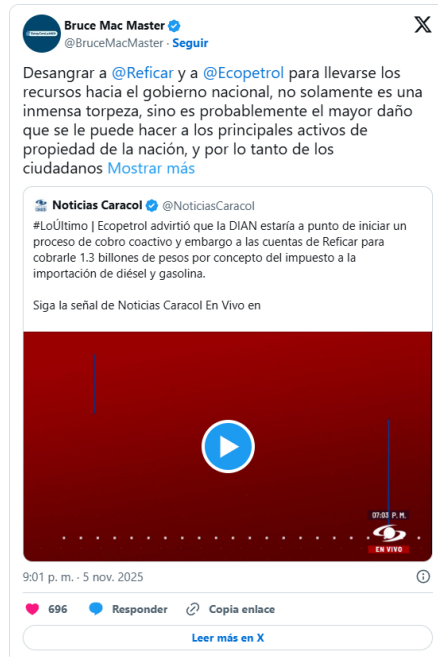 Bruce Mac Master
@BruceMacMaster · Seguir
Desangrar a @Reficar y a @Ecopetrol para llevarse los
recursos hacia el gobierno nacional, no solamente es una
inmensa torpeza, sino es probablemente el mayor daño
que se le puede hacer a los principales activos de
propiedad de la nación, y por lo tanto de los
ciudadanos Mostrar más
Noticias Caracol @NoticiasCaracol
#LoÚltimo | Ecopetrol advirtió que la DIAN estaría a punto de iniciar un
proceso de cobro coactivo y embargo a las cuentas de Reficar para
cobrarle 1.3 billones de pesos por concepto del impuesto a la
importación de diésel y gasolina.
Siga la señal de Noticias Caracol En Vivo en
07:03 P. M.
EN VIVO
9:01 p. m. · 5 nov. 2025
696 Responder Copia enlace
Leer más en X